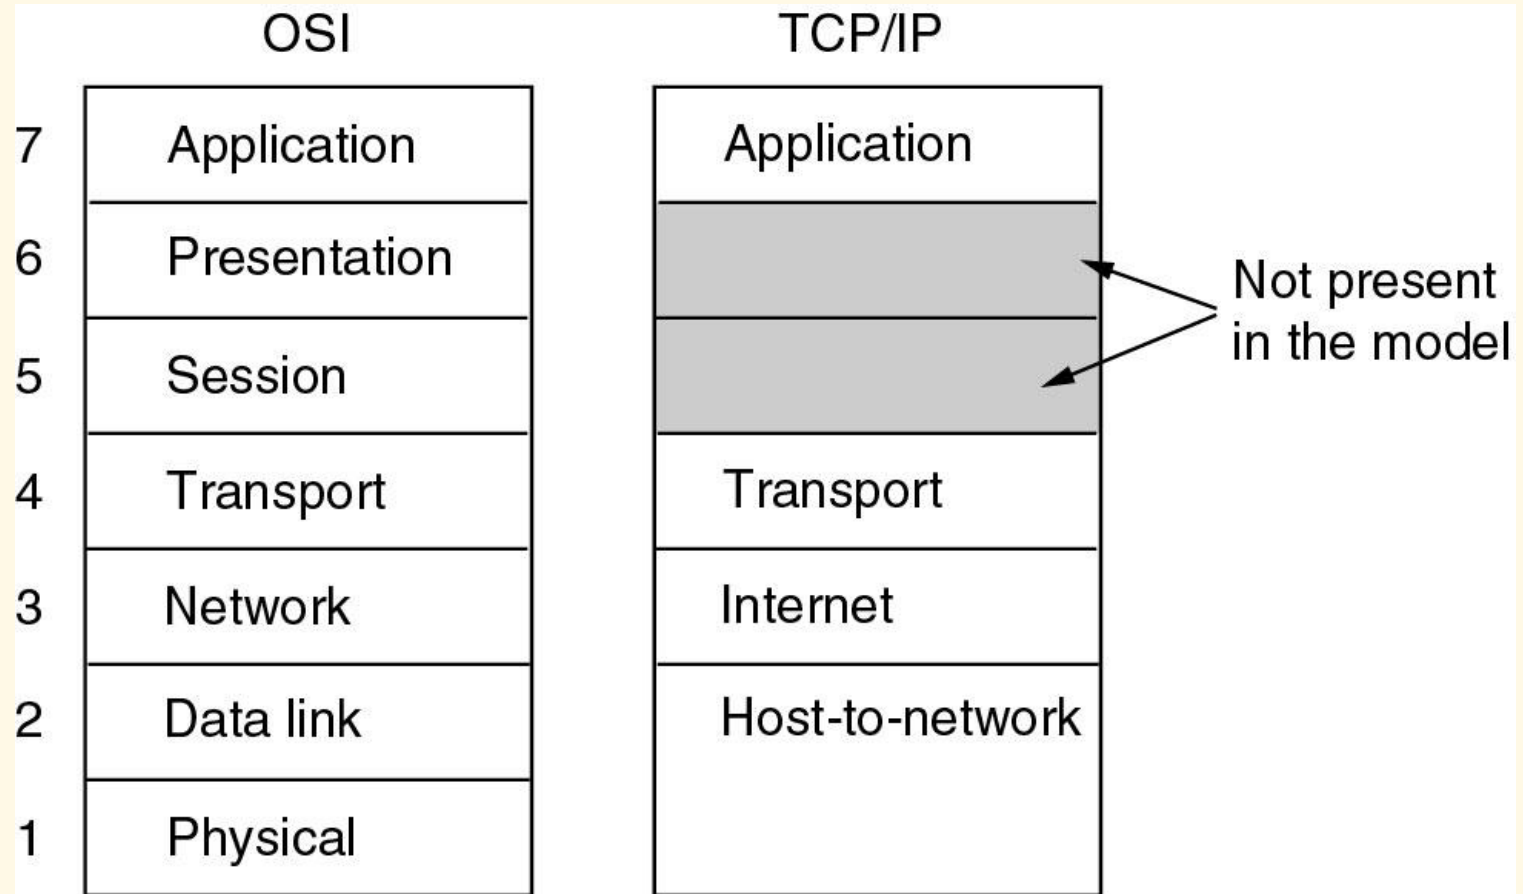 OSI
TCP/IP
7
Application
Application
6
Presentation
Not present
in the model
5
Session
4
Transport
Transport
3
Network
Internet
2
Data link
Host-to-network
1
Physical